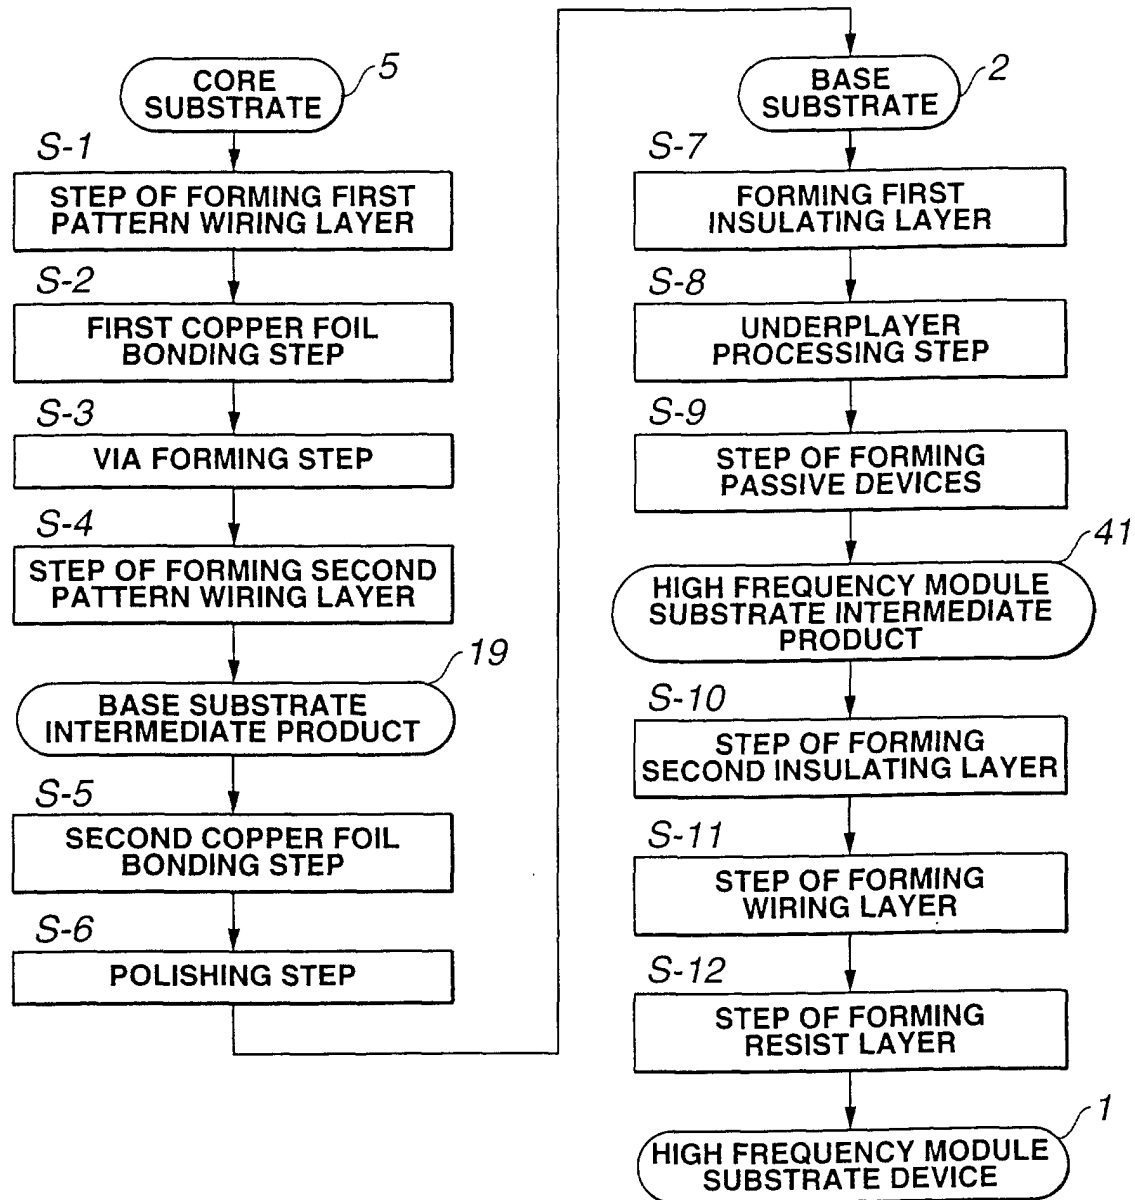 CORE
SUBSTRATE
5
S-1
STEP OF FORMING FIRST
PATTERN WIRING LAYER
S-2
FIRST COPPER FOIL
BONDING STEP
S-3
VIA FORMING STEP
S-4
STEP OF FORMING SECOND
PATTERN WIRING LAYER
19
BASE SUBSTRATE
INTERMEDIATE PRODUCT
S-5
SECOND COPPER FOIL
BONDING STEP
S-6
POLISHING STEP
BASE
SUBSTRATE
2
S-7
FORMING FIRST
INSULATING LAYER
S-8
UNDERPLAYER
PROCESSING STEP
S-9
STEP OF FORMING
PASSIVE DEVICES
41
HIGH FREQUENCY MODULE
SUBSTRATE INTERMEDIATE
PRODUCT
S-10
STEP OF FORMING
SECOND INSULATING LAYER
S-11
STEP OF FORMING
WIRING LAYER
S-12
STEP OF FORMING
RESIST LAYER
1
HIGH FREQUENCY MODULE
SUBSTRATE DEVICE